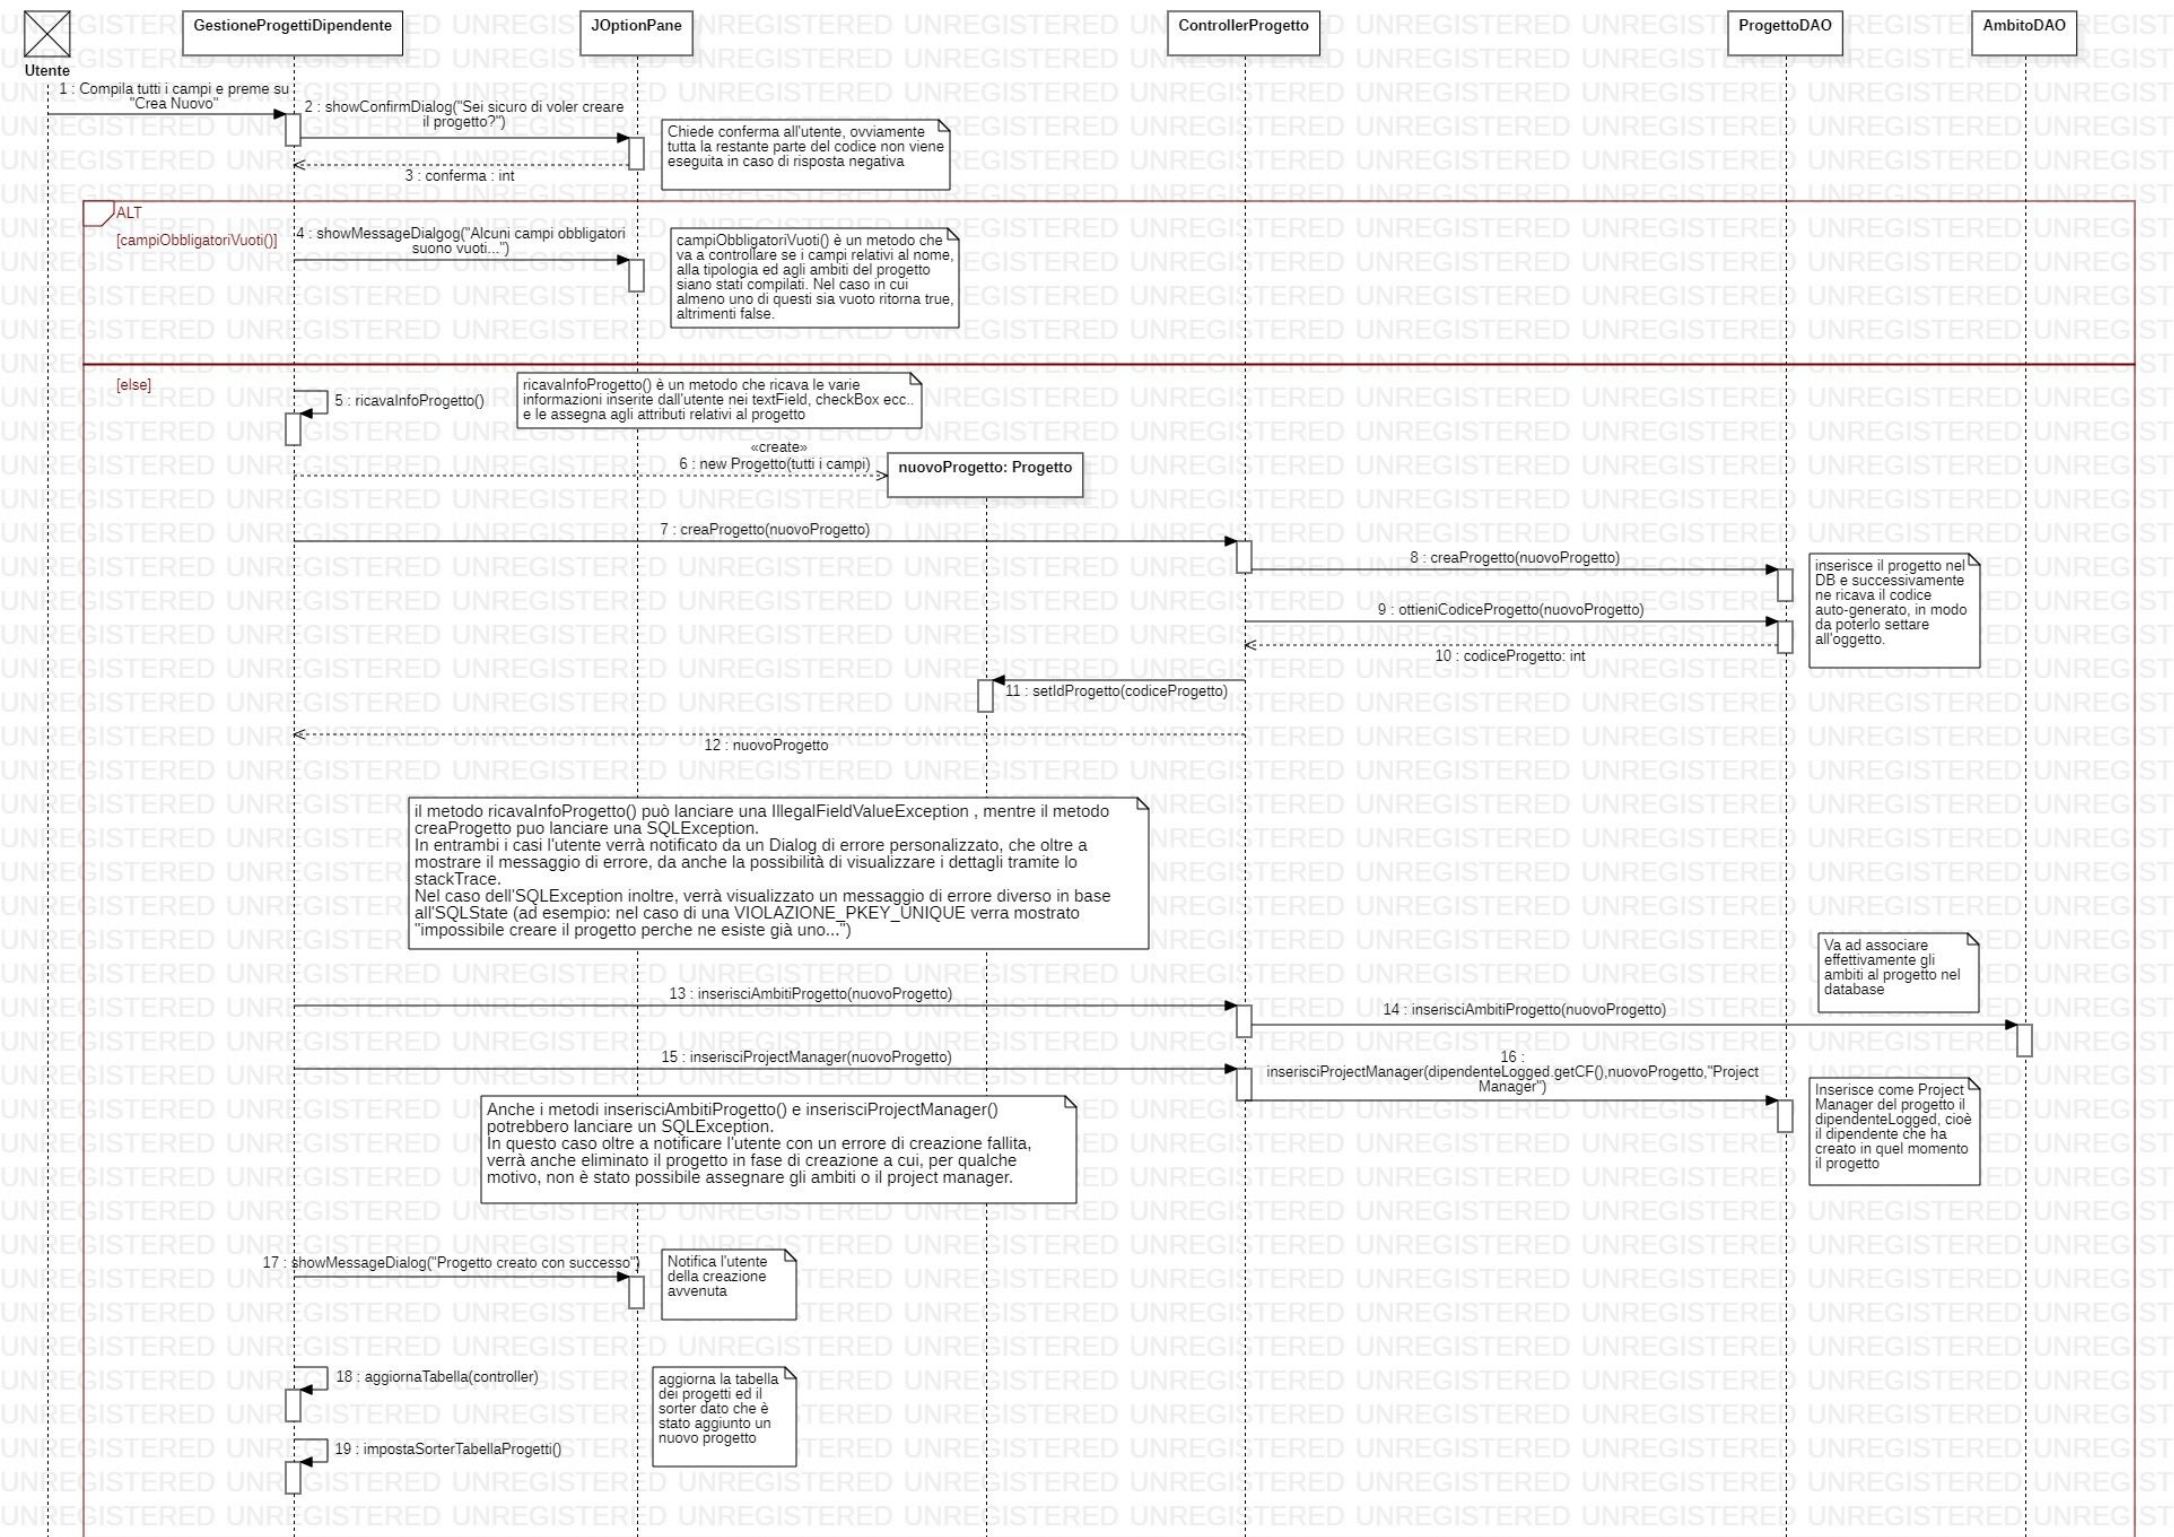 GestioneProgettiDipendente
JOptionPane
ControllerProgetto
ProgettoDAO
AmbitoDAO
Utente
1 : Compila tutti i campi e preme su
"Crea Nuovo"
2 : showConfirmDialog("Sei sicuro di voler creare
il progetto?")
Chiede conferma all'utente, ovviamente
tutta la restante parte del codice non viene
eseguita in caso di risposta negativa
3 : conferma : int
ALT
[campiObbligatoriVuoti()]
4 : showMessageDialgog("Alcuni campi obbligatori
suono vuoti...")
campiObbligatoriVuoti() è un metodo che
va a controllare se i campi relativi al nome,
alla tipologia ed agli ambiti del progetto
siano stati compilati. Nel caso in cui
almeno uno di questi sia vuoto ritorna true,
altrimenti false.
[else]
5 : ricavaInfoProgetto()
ricavaInfoProgetto() è un metodo che ricava le varie
informazioni inserite dall'utente nei textField, checkBox ecc..
e le assegna agli attributi relativi al progetto
«create»
6 : new Progetto(tutti i campi)
nuovoProgetto: Progetto
7 : creaProgetto(nuovoProgetto)
8 : creaProgetto(nuovoProgetto)
inserisce il progetto nel
DB e successivamente
ne ricava il codice
auto-generato, in modo
da poterlo settare
all'oggetto.
9 : ottieniCodiceProgetto(nuovoProgetto)
10 : codiceProgetto: int
11 : setIdProgetto(codiceProgetto)
12 : nuovoProgetto
il metodo ricavaInfoProgetto() può lanciare una IllegalFieldValueException , mentre il metodo
creaProgetto puo lanciare una SQLException.
In entrambi i casi l'utente verrà notificato da un Dialog di errore personalizzato, che oltre a
mostrare il messaggio di errore, da anche la possibilità di visualizzare i dettagli tramite lo
stackTrace.
Nel caso dell'SQLException inoltre, verrà visualizzato un messaggio di errore diverso in base
all'SQLState (ad esempio: nel caso di una VIOLAZIONE_PKEY_UNIQUE verra mostrato
"impossibile creare il progetto perche ne esiste già uno...")
Va ad associare
effettivamente gli
ambiti al progetto nel
database
13 : inserisciAmbitiProgetto(nuovoProgetto)
14 : inserisciAmbitiProgetto(nuovoProgetto)
15 : inserisciProjectManager(nuovoProgetto)
16 :
inserisciProjectManager(dipendenteLogged.getCF(),nuovoProgetto,"Project
Manager")
Inserisce come Project
Manager del progetto il
dipendenteLogged, cioè
il dipendente che ha
creato in quel momento
il progetto
Anche i metodi inserisciAmbitiProgetto() e inserisciProjectManager()
potrebbero lanciare un SQLException.
In questo caso oltre a notificare l'utente con un errore di creazione fallita,
verrà anche eliminato il progetto in fase di creazione a cui, per qualche
motivo, non è stato possibile assegnare gli ambiti o il project manager.
17 : showMessageDialog("Progetto creato con successo")
Notifica l'utente
della creazione
avvenuta
18 : aggiornaTabella(controller)
aggiorna la tabella
dei progetti ed il
sorter dato che è
stato aggiunto un
nuovo progetto
19 : impostaSorterTabellaProgetti()